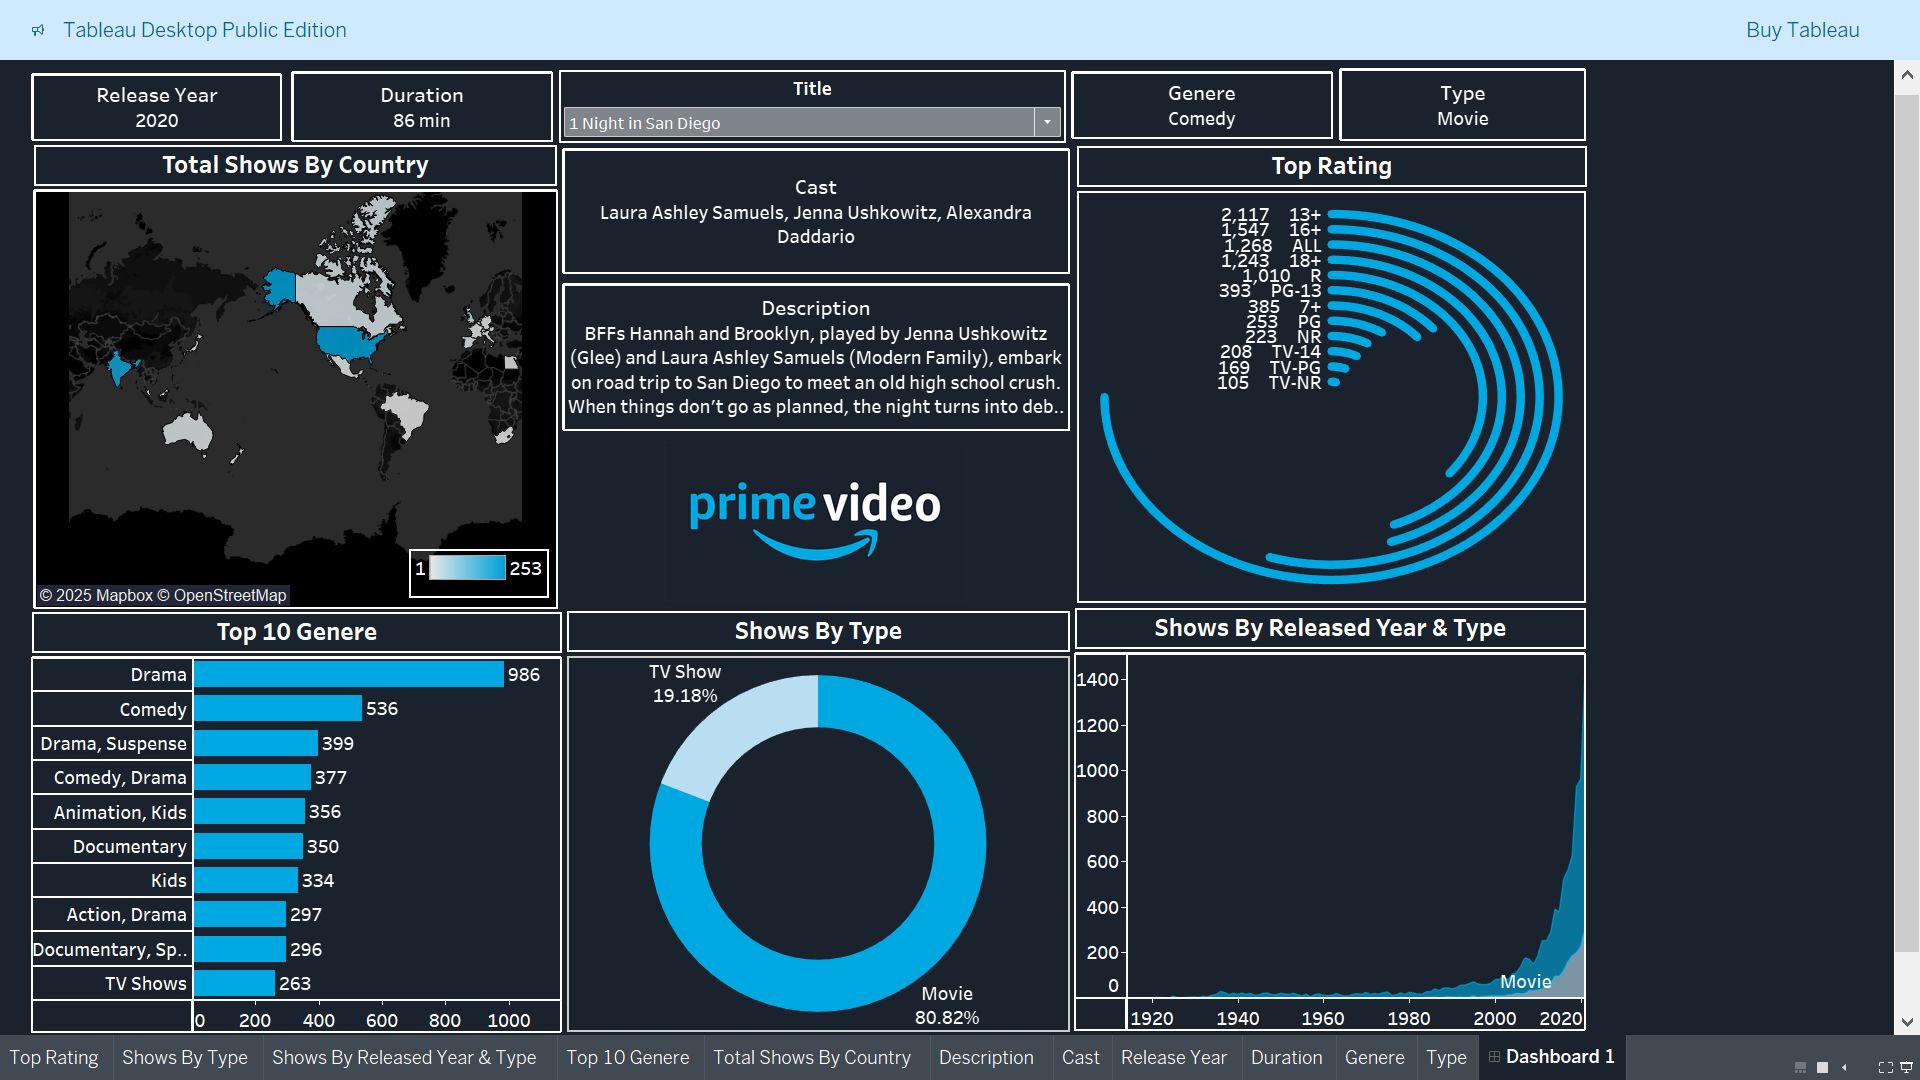 Tableau Desktop Public Edition
Buy Tableau
Release Year
2020
Duration
86 min
Title
1 Night in San Diego
Genere
Comedy
Type
Movie
Total Shows By Country
© 2025 Mapbox © OpenStreetMap
1
253
Cast
Laura Ashley Samuels, Jenna Ushkowitz, Alexandra
Daddario
Description
BFFs Hannah and Brooklyn, played by Jenna Ushkowitz
(Glee) and Laura Ashley Samuels (Modern Family), embark
on road trip to San Diego to meet an old high school crush.
When things don’t go as planned, the night turns into deb..
prime video
Top Rating
2,117 13+
1,547 16+
1,268 ALL
1,243 18+
1,010 R
393 PG-13
385 7+
253 PG
223 NR
208 TV-14
169 TV-PG
105 TV-NR
Top 10 Genere
Drama 986
Comedy 536
Drama, Suspense 399
Comedy, Drama 377
Animation, Kids 356
Documentary 350
Kids 334
Action, Drama 297
Documentary, Sp.. 296
TV Shows 263
0 200 400 600 800 1000
Shows By Type
TV Show
19.18%
Movie
80.82%
Shows By Released Year & Type
1400
1200
1000
800
600
400
200
0
Movie
1920 1940 1960 1980 2000 2020
Top Rating
Shows By Type
Shows By Released Year & Type
Top 10 Genere
Total Shows By Country
Description
Cast
Release Year
Duration
Genere
Type
Dashboard 1